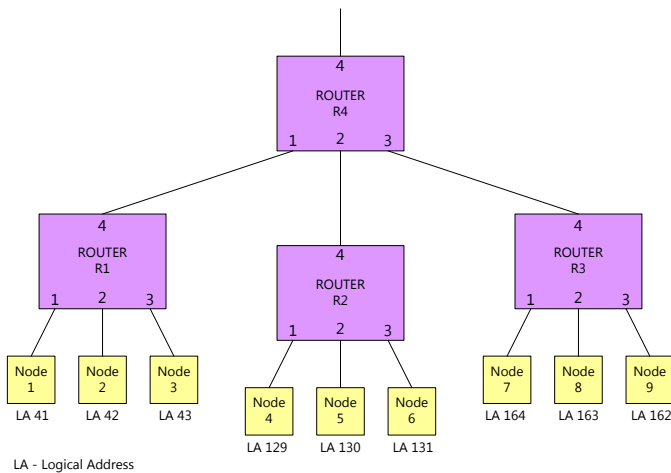 4
ROUTER
R4
1 2 3
4
ROUTER
R1
1 2 3
4
ROUTER
R2
1 2 3
4
ROUTER
R3
1 2 3
Node
1
LA 41
Node
2
LA 42
Node
3
LA 43
Node
4
LA 129
Node
5
LA 130
Node
6
LA 131
Node
7
LA 164
Node
8
LA 163
Node
9
LA 162
LA - Logical Address